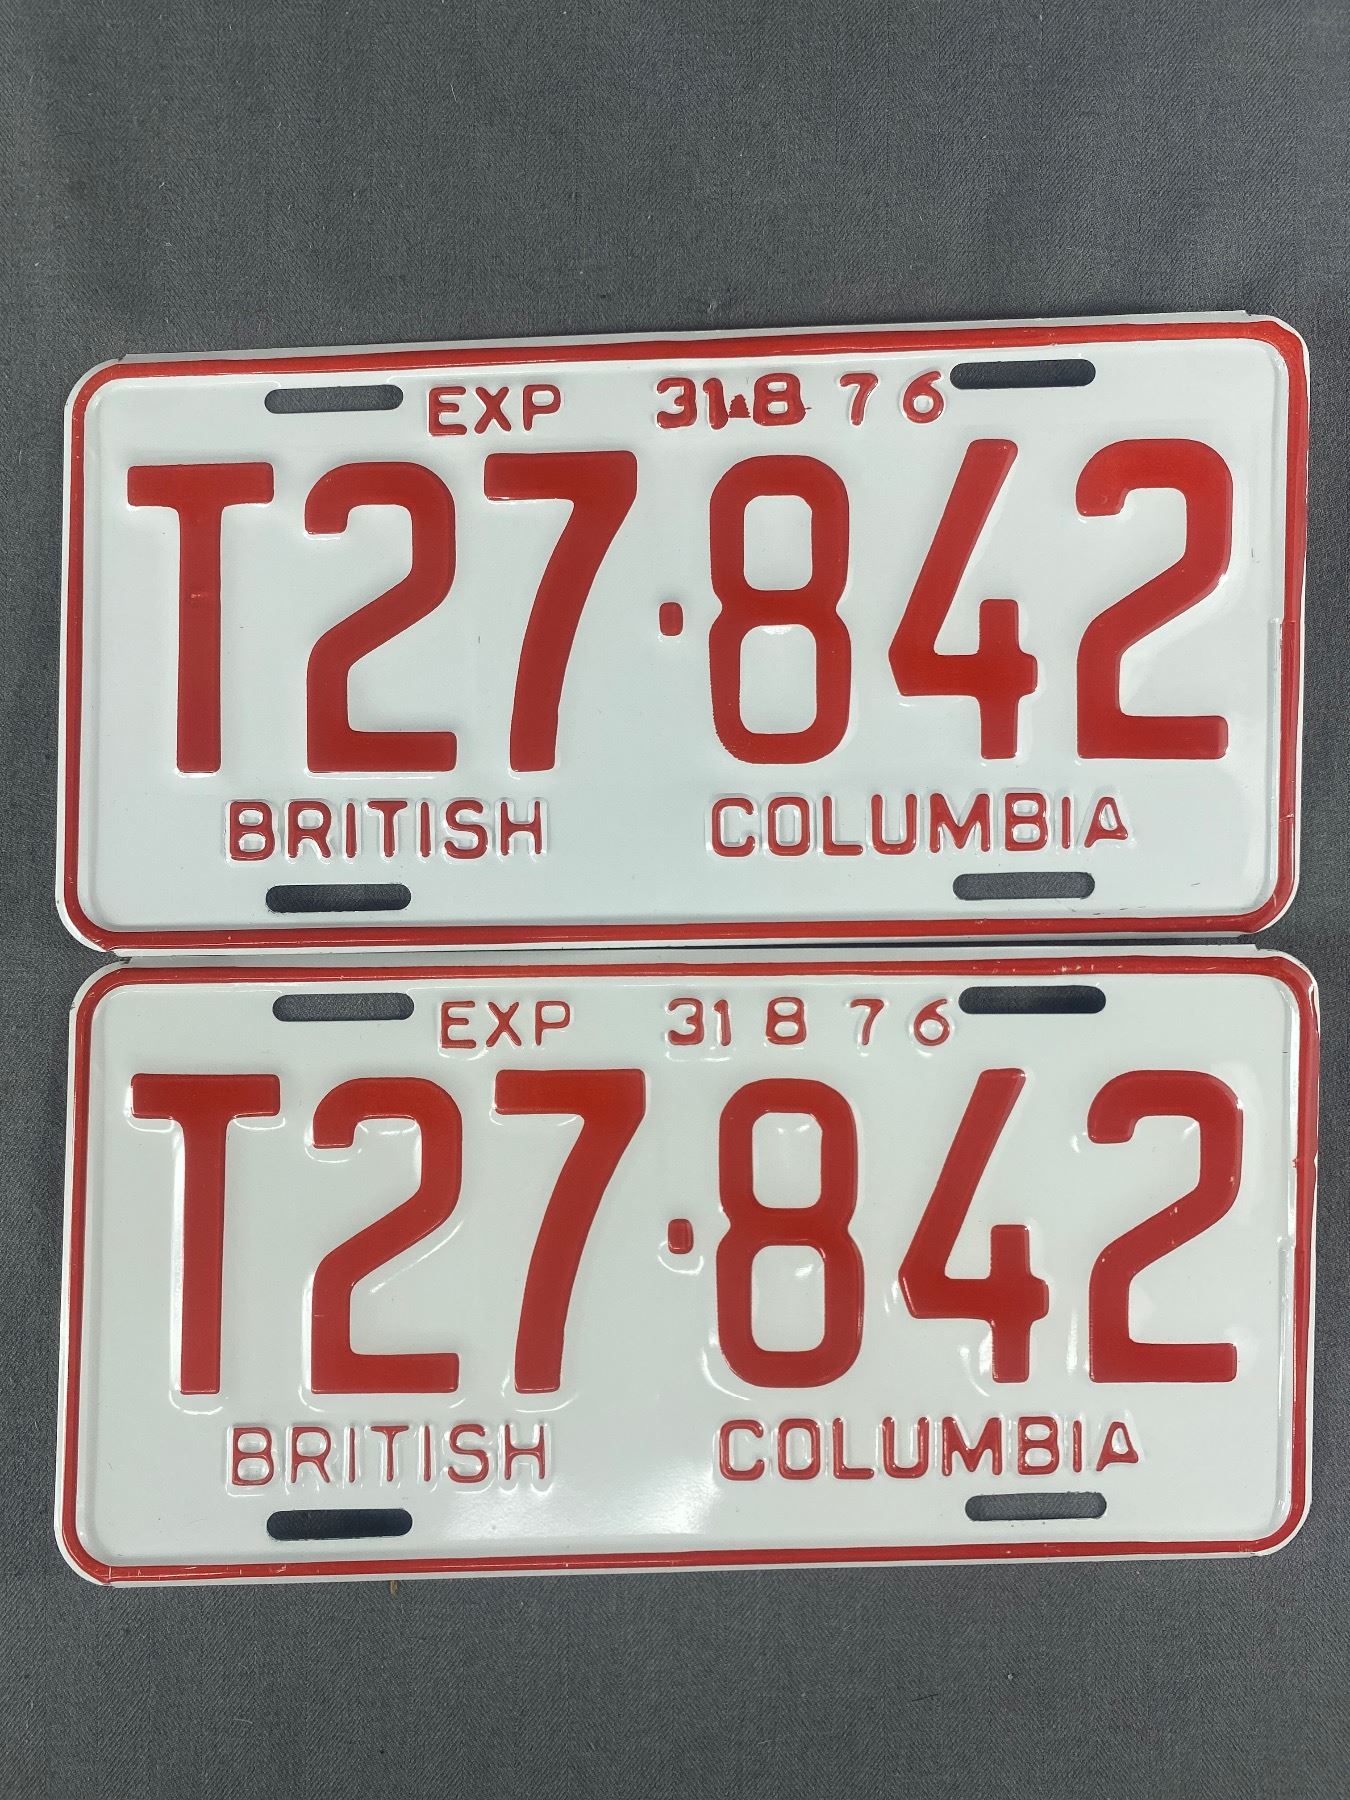 EXP 31 8 76
T27·842
BRITISH COLUMBIA
EXP 31 8 76
T27·842
BRITISH COLUMBIA